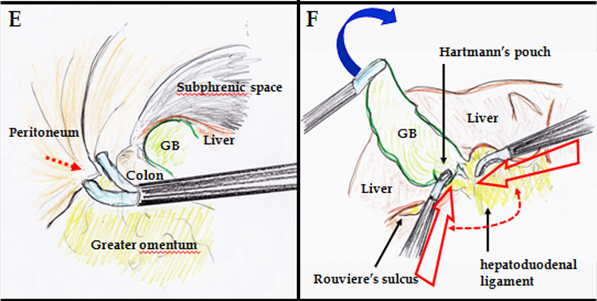 E
Subphrenic space
Peritoneum
GB
Liver
Colon
Greater omentum
F
Hartmann's pouch
Liver
GB
Liver
Rouviere's sulcus
hepatoduodenal
ligament